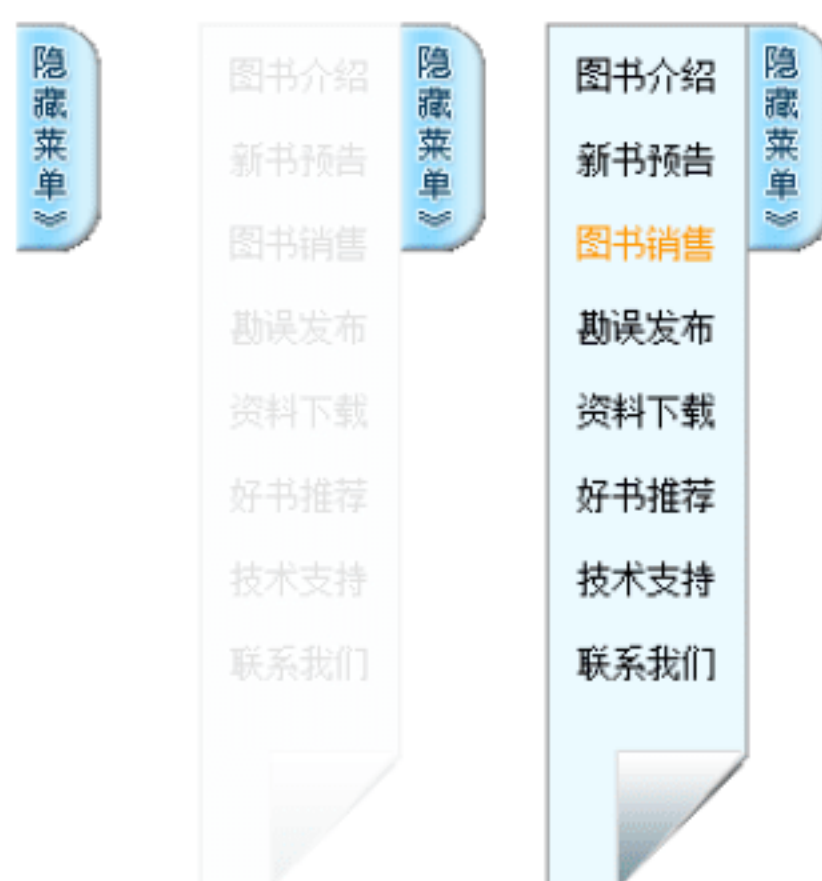 隐藏菜单
图书介绍
新书预告
图书销售
勘误发布
资料下载
好书推荐
技术支持
联系我们
隐藏菜单
图书介绍
新书预告
图书销售
勘误发布
资料下载
好书推荐
技术支持
联系我们
隐藏菜单